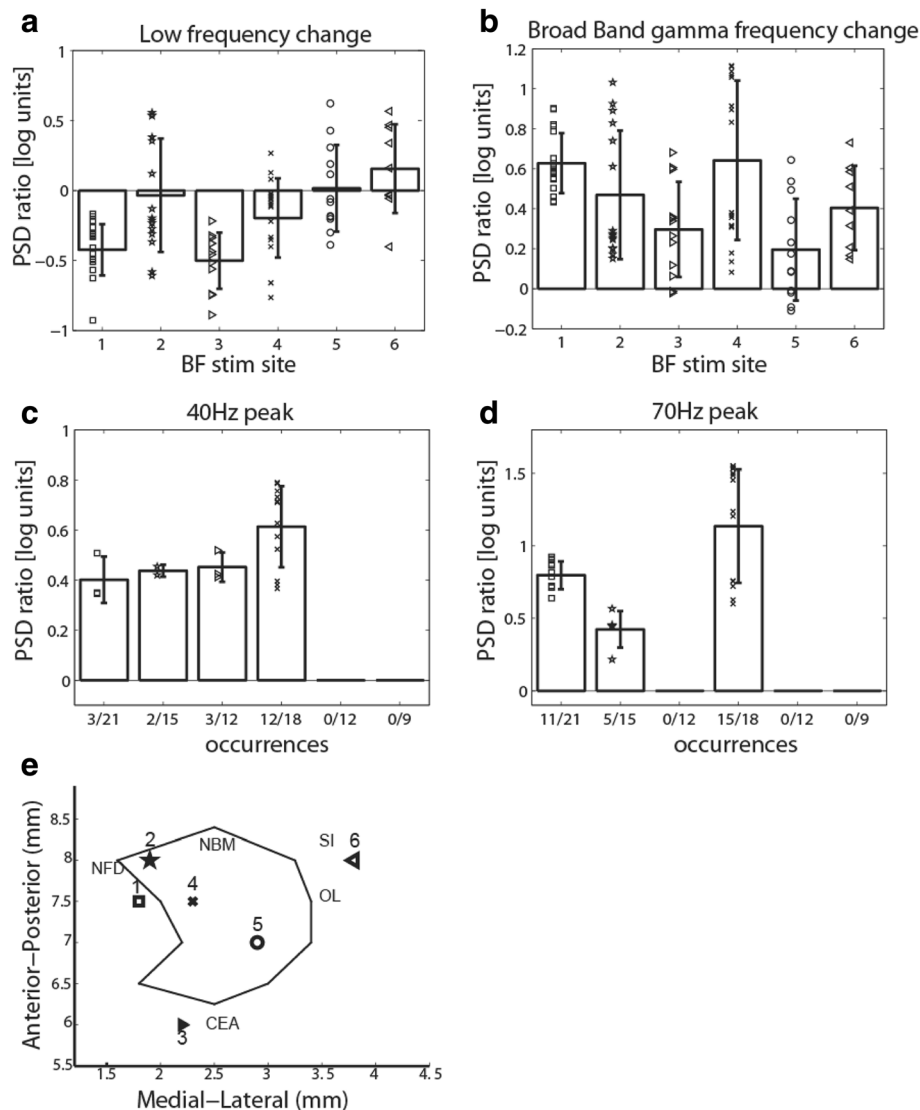 a
Low frequency change
PSD ratio [log units]
1
0.5
0
−0.5
−1
1 2 3 4 5 6
BF stim site
b
Broad Band gamma frequency change
PSD ratio [log units]
1.2
1
0.8
0.6
0.4
0.2
0
−0.2
1 2 3 4 5 6
BF stim site
c
40Hz peak
PSD ratio [log units]
1
0.8
0.6
0.4
0.2
0
3/21 2/15 3/12 12/18 0/12 0/9
occurrences
d
70Hz peak
PSD ratio [log units]
1.5
1
0.5
0
11/21 5/15 0/12 15/18 0/12 0/9
occurrences
e
Anterior−Posterior (mm)
8.5
8
7.5
7
6.5
6
5.5
2
NBM
SI 6
NFD
1
4
OL
5
3
CEA
1.5 2 2.5 3 3.5 4 4.5
Medial−Lateral (mm)